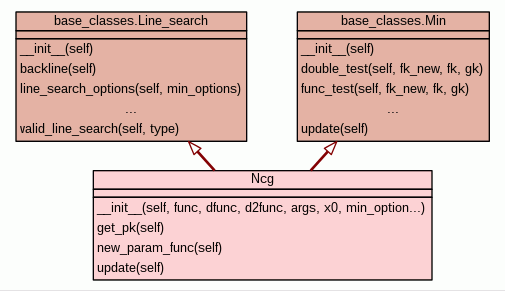 base_classes.Line_search
__init__(self)
backline(self)
line_search_options(self, min_options)
...
valid_line_search(self, type)
base_classes.Min
__init__(self)
double_test(self, fk_new, fk, gk)
func_test(self, fk_new, fk, gk)
...
update(self)
Ncg
__init__(self, func, dfunc, d2func, args, x0, min_option...)
get_pk(self)
new_param_func(self)
update(self)